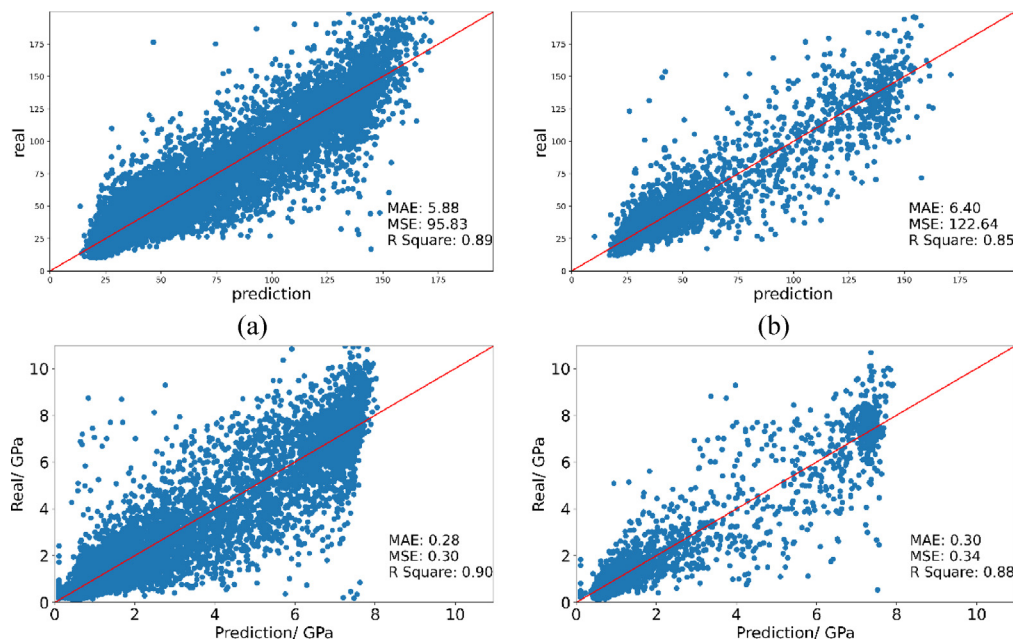 175
150
125
100
75
50
25
0
real
MAE: 5.88
MSE: 95.83
R Square: 0.89
0 25 50 75 100 125 150 175
prediction
(a)
175
150
125
100
75
50
25
0
real
MAE: 6.40
MSE: 122.64
R Square: 0.85
0 25 50 75 100 125 150 175
prediction
(b)
10
8
6
4
2
0
Real/ GPa
MAE: 0.28
MSE: 0.30
R Square: 0.90
0 2 4 6 8 10
Prediction/ GPa
10
8
6
4
2
0
Real/ GPa
MAE: 0.30
MSE: 0.34
R Square: 0.88
0 2 4 6 8 10
Prediction/ GPa